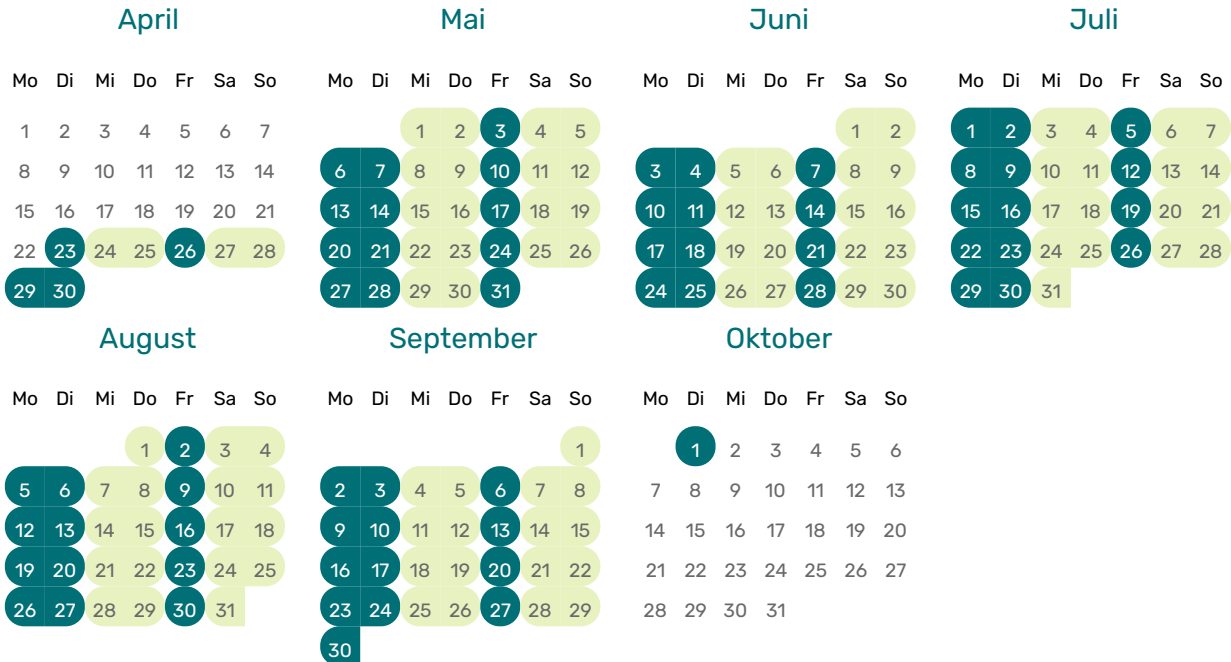 April Mai Juni Juli
Mo Di Mi Do Fr Sa So Mo Di Mi Do Fr Sa So Mo Di Mi Do Fr Sa So Mo Di Mi Do Fr Sa So
1 2 3 4 5 6 7 1 2 3 4 5 1 2 1 2 3 4 5 6 7
8 9 10 11 12 13 14 6 7 8 9 10 11 12 3 4 5 6 7 8 9 8 9 10 11 12 13 14
15 16 17 18 19 20 21 13 14 15 16 17 18 19 10 11 12 13 14 15 16 15 16 17 18 19 20 21
22 23 24 25 26 27 28 20 21 22 23 24 25 26 17 18 19 20 21 22 23 22 23 24 25 26 27 28
29 30 27 28 29 30 31 24 25 26 27 28 29 30 29 30 31
August September Oktober
Mo Di Mi Do Fr Sa So Mo Di Mi Do Fr Sa So Mo Di Mi Do Fr Sa So
1 2 3 4 1 1 2 3 4 5 6
5 6 7 8 9 10 11 2 3 4 5 6 7 8 7 8 9 10 11 12 13
12 13 14 15 16 17 18 9 10 11 12 13 14 15 14 15 16 17 18 19 20
19 20 21 22 23 24 25 16 17 18 19 20 21 22 21 22 23 24 25 26 27
26 27 28 29 30 31 23 24 25 26 27 28 29 28 29 30 31
30